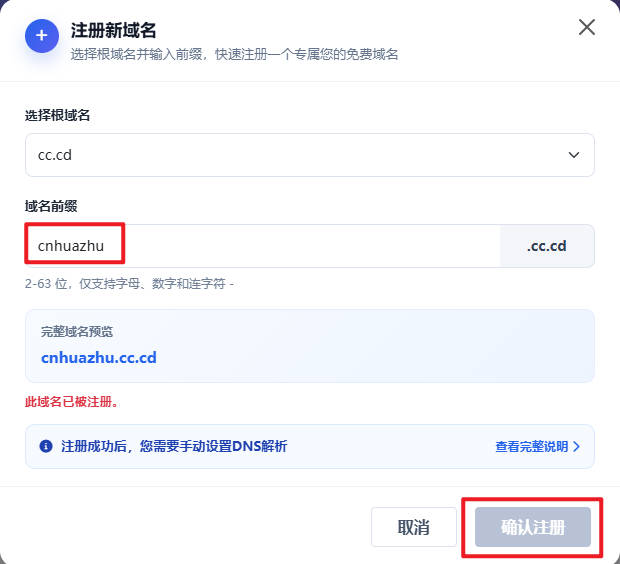 注册新域名
选择根域名并输入前缀，快速注册一个专属您的免费域名
选择根域名
cc.cd
域名前缀
cnhuazhu .cc.cd
2-63 位，仅支持字母、数字和连字符 -
完整域名预览
cnhuazhu.cc.cd
此域名已被注册。
注册成功后，您需要手动设置DNS解析 查看完整说明
取消 确认注册